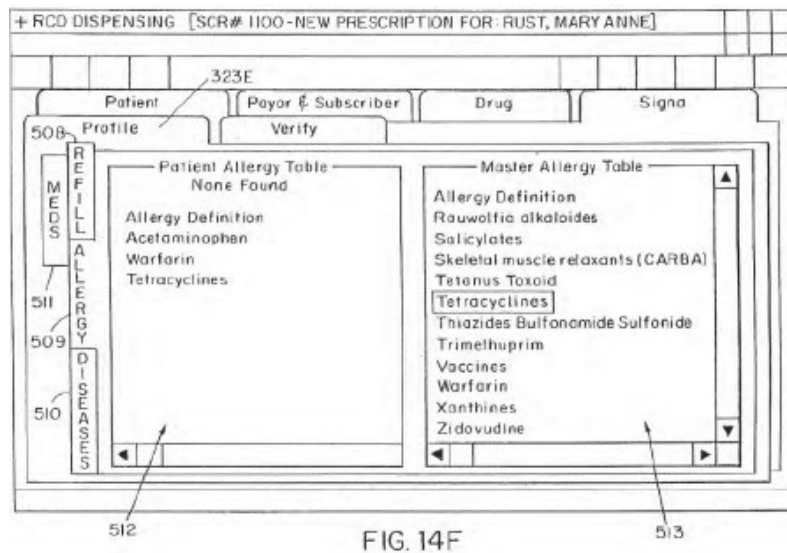 + RCD DISPENSING [SCR# 1100-NEW PRESCRIPTION FOR: RUST, MARY ANNE]
323E
Patient
Payor & Subscriber
Drug
Signa
Profile
Verify
508
REFILL
MEDS
511
ALLERGY
509
DISEASES
510
Patient Allergy Table
None Found
Allergy Definition
Acetaminophen
Warfarin
Tetracyclines
Master Allergy Table
Allergy Definition
Rauwolfia alkaloides
Salicylates
Skeletal muscle relaxants (CARBA)
Tetanus Toxoid
Tetracyclines
Thiazides Bulfonamide Sulfonide
Trimethuprim
Vaccines
Warfarin
Xanthines
Zidovudine
512
513
FIG. 14F